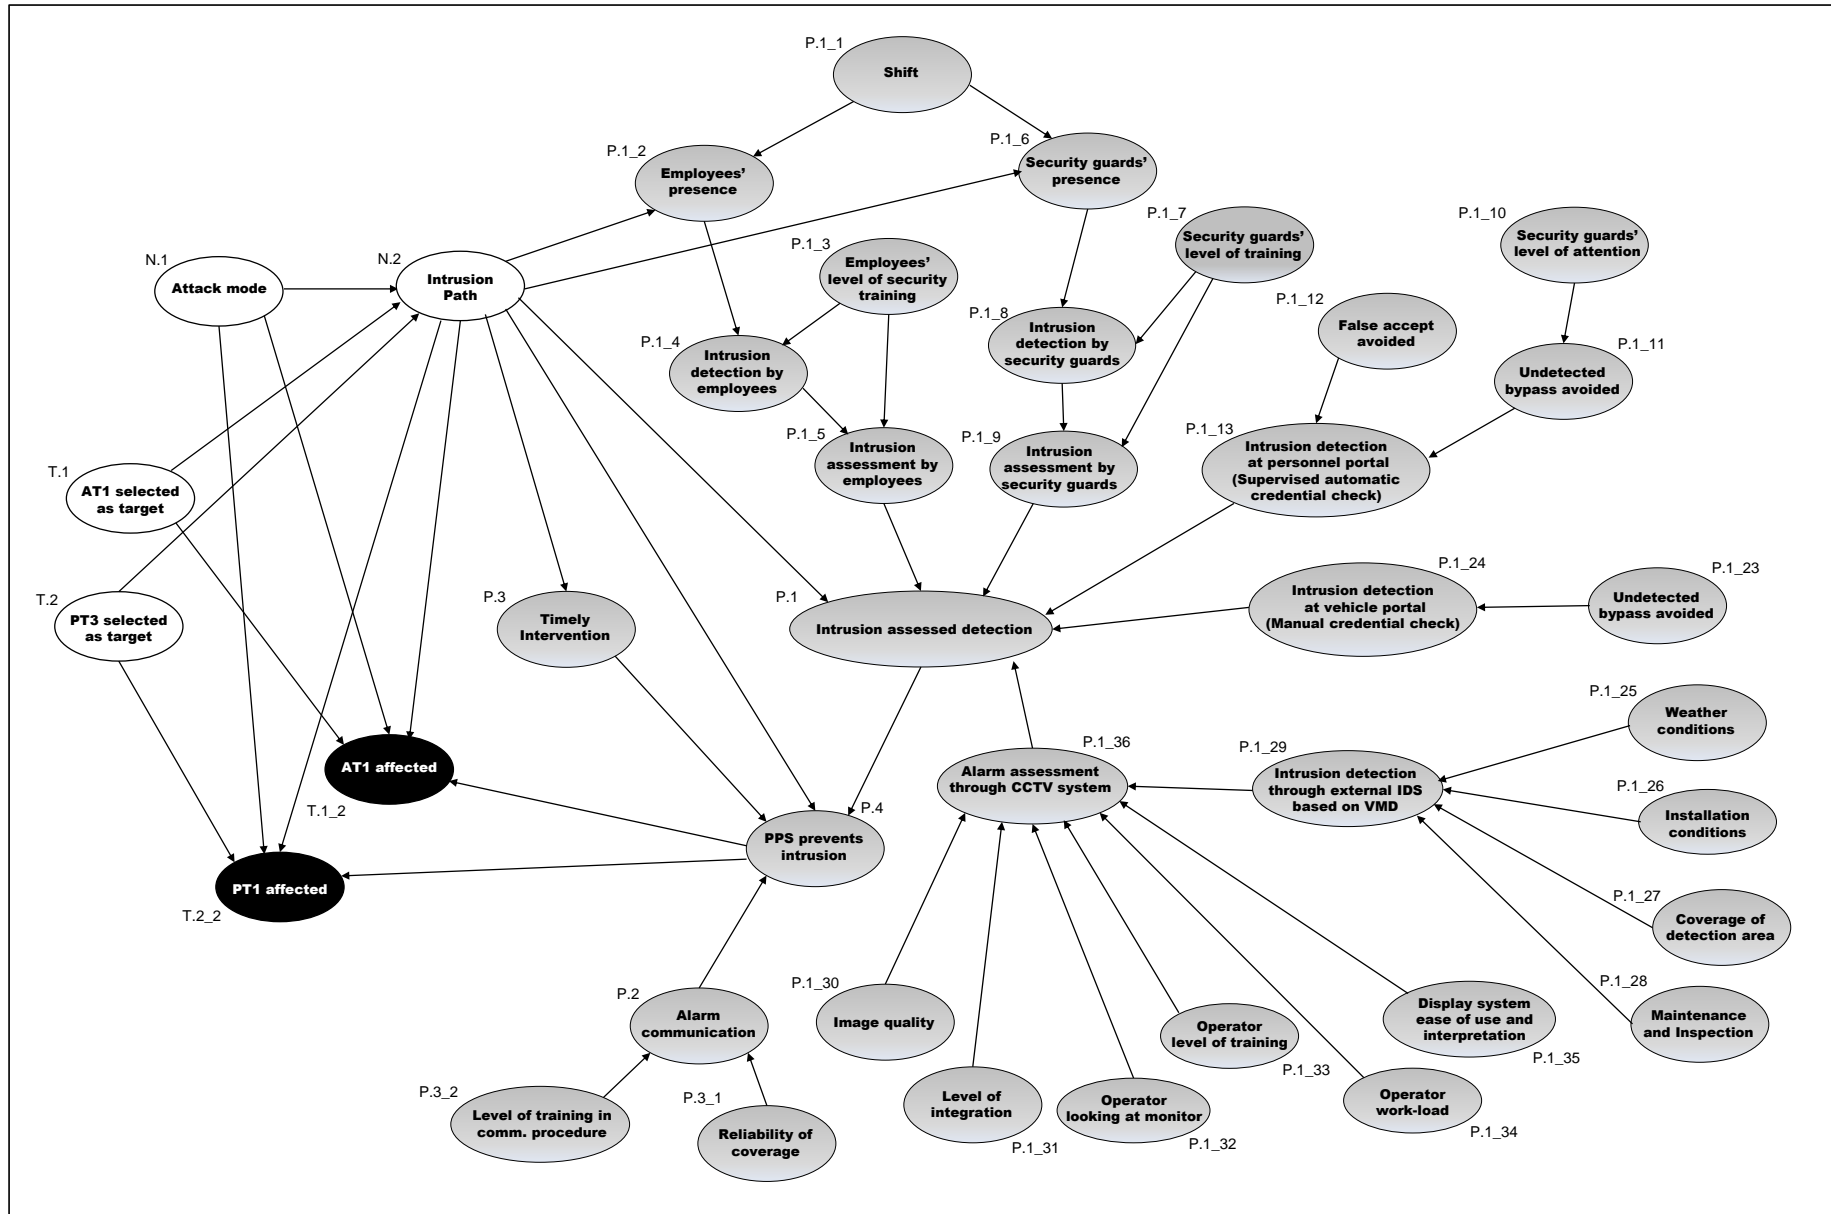 P.1_1
Shift
P.1_2
Employees'
presence
P.1_6
Security guards'
presence
P.1_7
Security guards'
level of training
P.1_10
Security guards'
level of attention
N.1
Attack mode
N.2
Intrusion
Path
P.1_3
Employees'
level of security
training
P.1_4
Intrusion
detection by
employees
P.1_8
Intrusion
detection by
security guards
P.1_12
False accept
avoided
P.1_11
Undetected
bypass avoided
P.1_5
Intrusion
assessment by
employees
P.1_9
Intrusion
assessment by
security guards
P.1_13
Intrusion detection
at personnel portal
(Supervised automatic
credential check)
T.1
AT1 selected
as target
T.2
PT3 selected
as target
P.3
Timely
Intervention
P.1
Intrusion assessed detection
P.1_24
Intrusion detection
at vehicle portal
(Manual credential check)
P.1_23
Undetected
bypass avoided
P.1_25
Weather
conditions
AT1 affected
T.1_2
P.1_36
Alarm assessment
through CCTV system
P.1_29
Intrusion detection
through external IDS
based on VMD
P.1_26
Installation
conditions
P.4
PPS prevents
intrusion
PT1 affected
T.2_2
P.1_27
Coverage of
detection area
P.1_28
Maintenance
and Inspection
P.2
Alarm
communication
P.1_30
Image quality
Operator
level of training
P.1_33
Display system
ease of use and
interpretation
P.1_35
P.3_2
Level of training in
comm. procedure
P.3_1
Reliability of
coverage
Level of
integration
P.1_31
Operator
looking at monitor
P.1_32
Operator
work-load
P.1_34